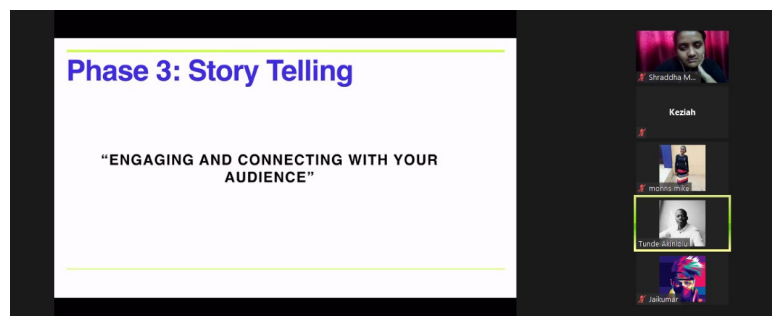 Phase 3: Story Telling
“ENGAGING AND CONNECTING WITH YOUR
AUDIENCE”
Shraddha M...
Keziah
morris mike
Tunde Akinlolu
Jaikumar